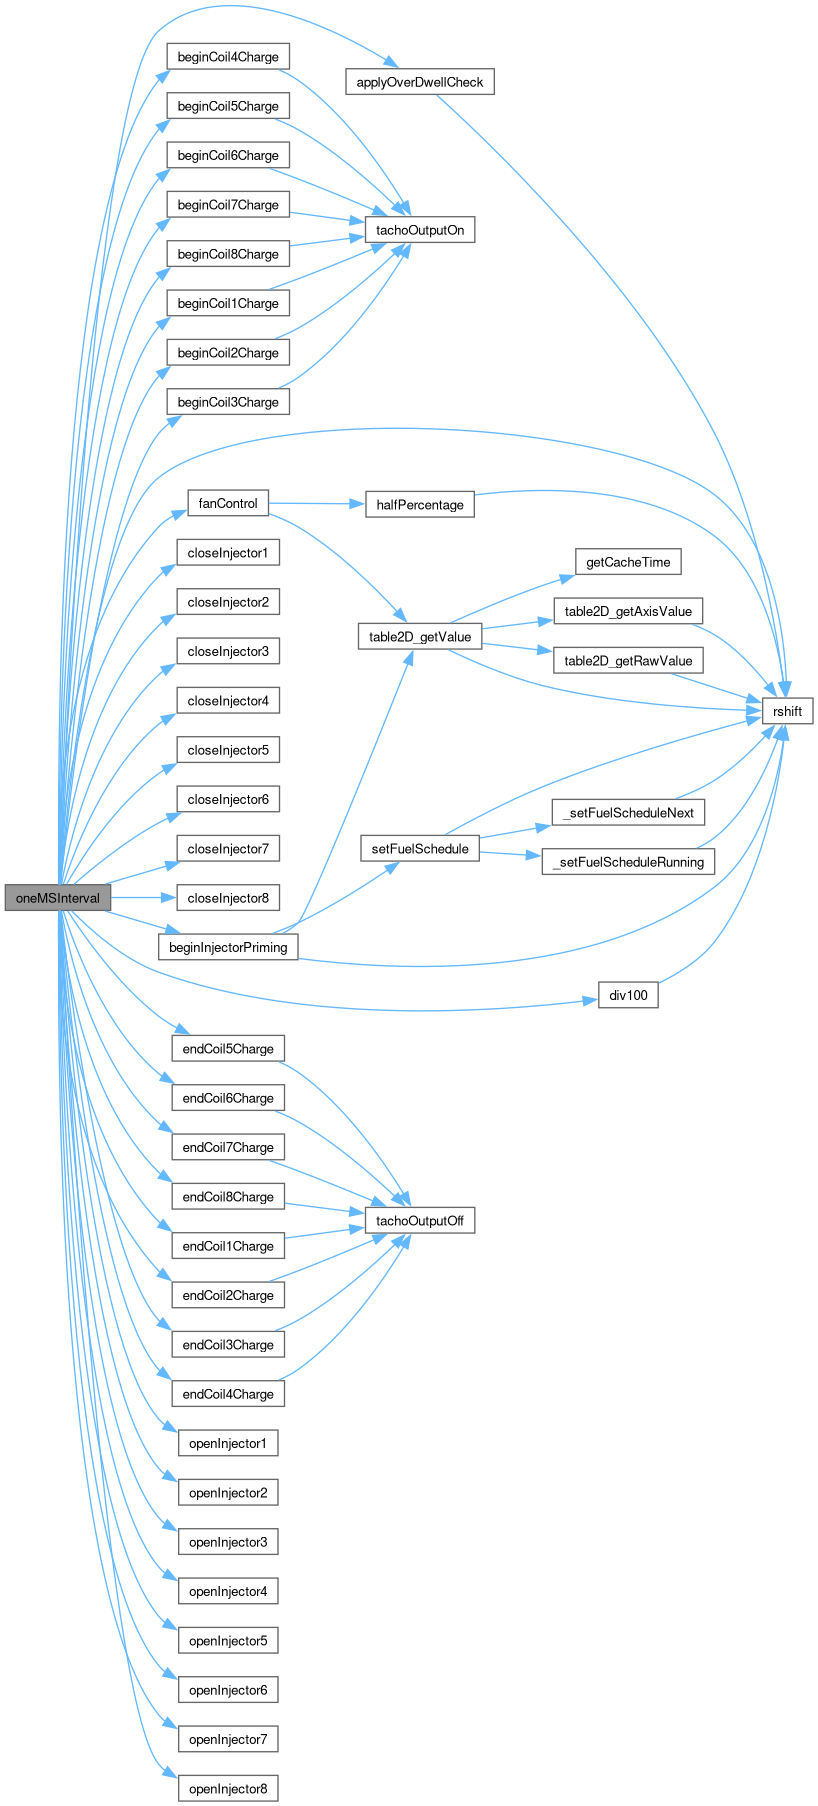 beginCoil4Charge
applyOverDwellCheck
beginCoil5Charge
beginCoil6Charge
beginCoil7Charge
tachoOutputOn
beginCoil8Charge
beginCoil1Charge
beginCoil2Charge
beginCoil3Charge
fanControl
halfPercentage
closeInjector1
getCacheTime
closeInjector2
table2D_getAxisValue
table2D_getValue
closeInjector3
table2D_getRawValue
closeInjector4
rshift
closeInjector5
closeInjector6
_setFuelScheduleNext
closeInjector7
setFuelSchedule
_setFuelScheduleRunning
oneMSInterval
closeInjector8
beginInjectorPriming
div100
endCoil5Charge
endCoil6Charge
endCoil7Charge
endCoil8Charge
tachoOutputOff
endCoil1Charge
endCoil2Charge
endCoil3Charge
endCoil4Charge
openInjector1
openInjector2
openInjector3
openInjector4
openInjector5
openInjector6
openInjector7
openInjector8